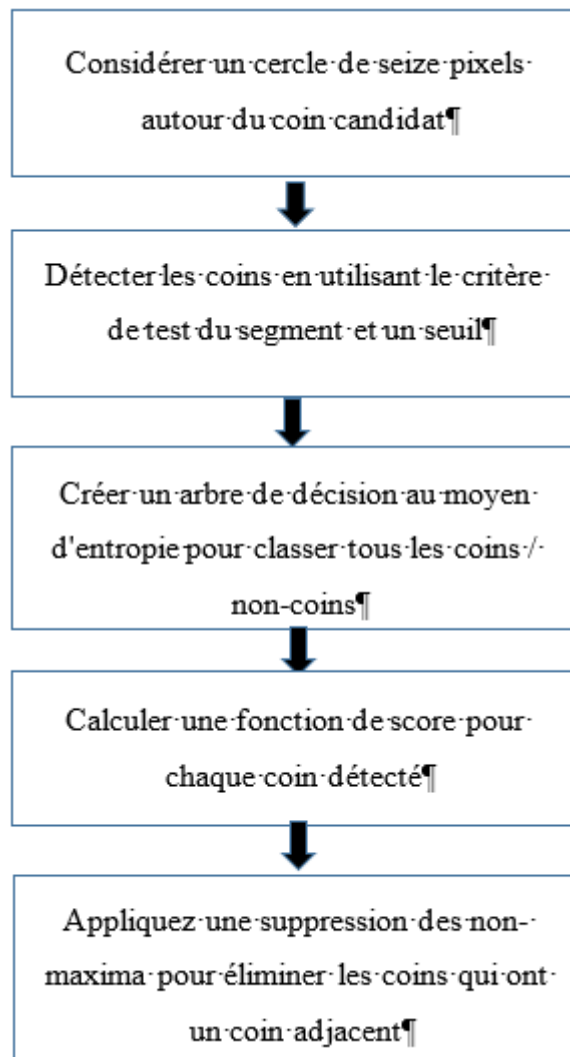 Considérer·un·cercle·de·seize·pixels·
autour·du·coin·candidat¶
Détecter·les·coins·en·utilisant·le·critère·
de·test·du·segment·et·un·seuil¶
Créer·un·arbre·de·décision·au·moyen·
d'entropie·pour·classer·tous·les·coins·/·
non-coins¶
Calculer·une·fonction·de·score·pour·
chaque·coin·détecté¶
Appliquez·une·suppression·des·non-·
maxima·pour·éliminer·les·coins·qui·ont·
un·coin·adjacent¶